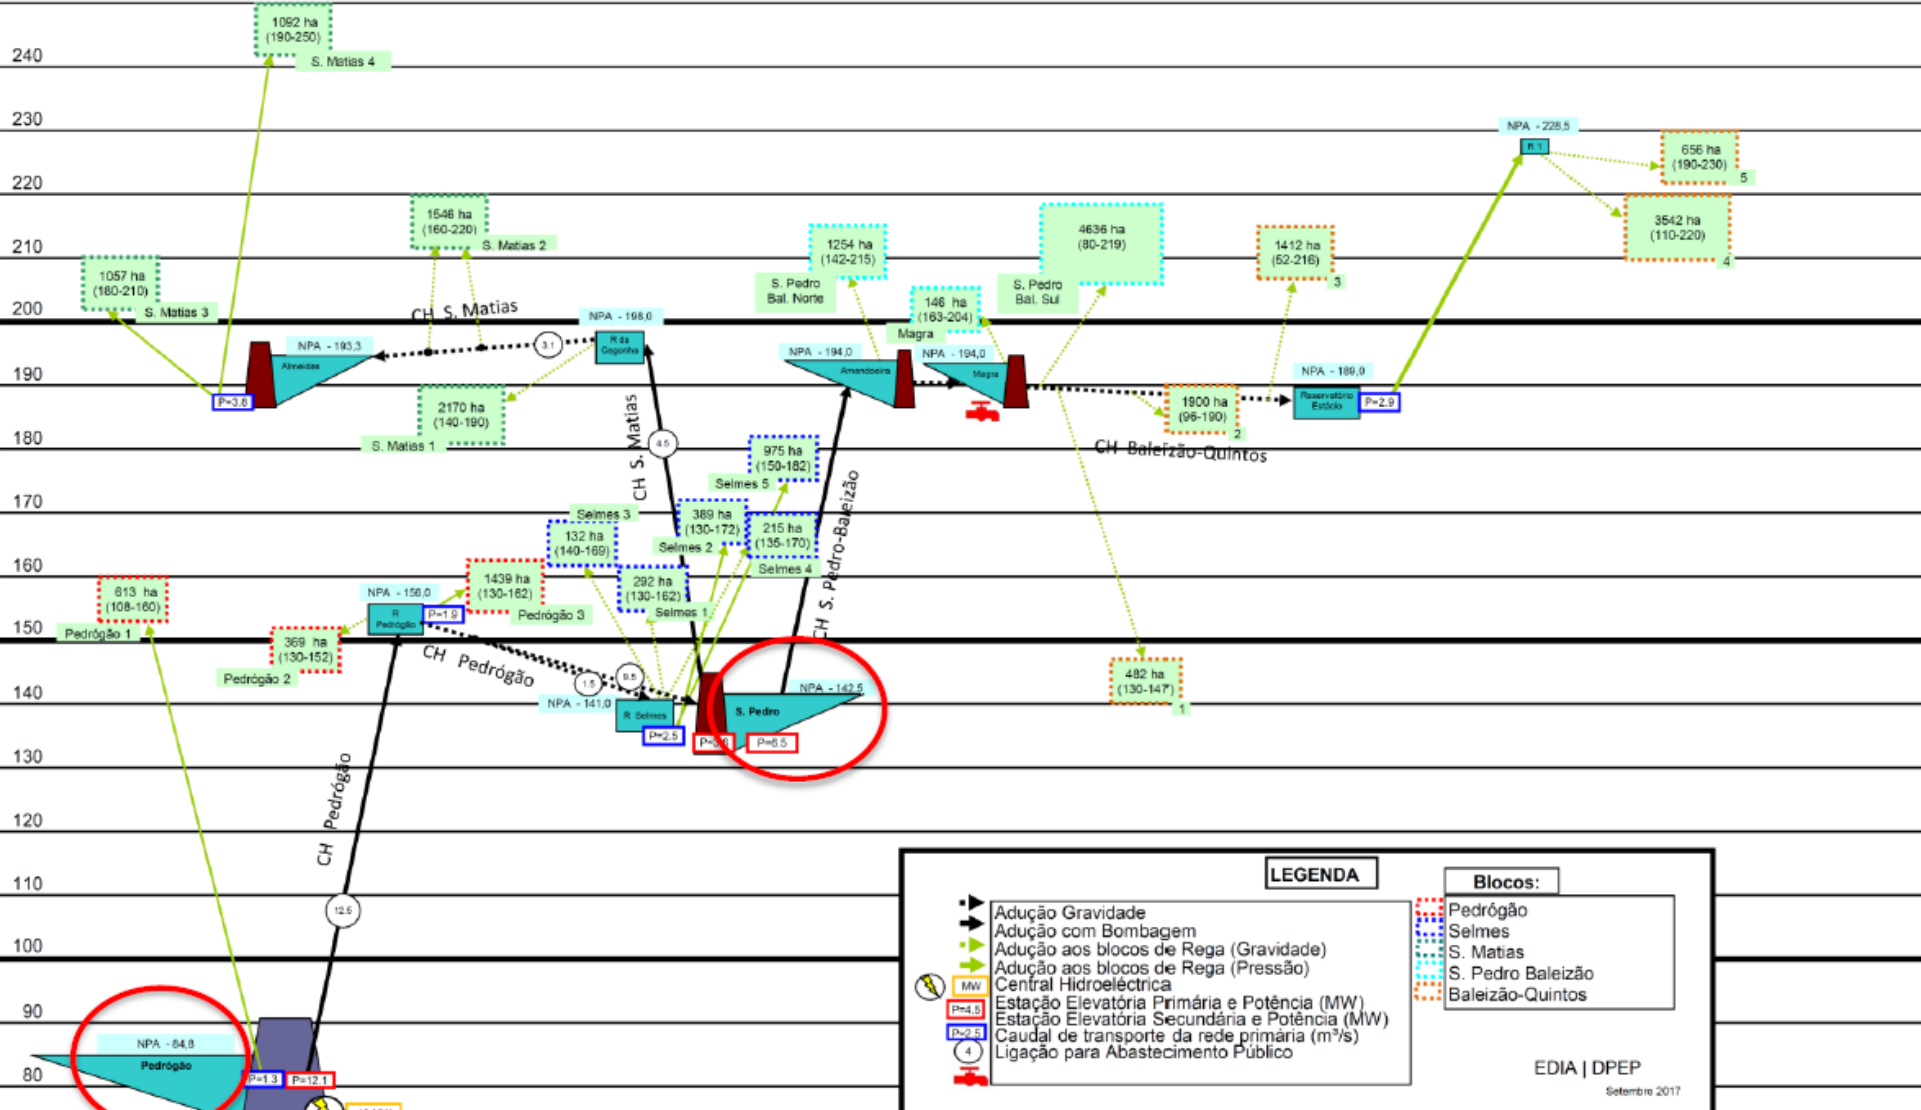 1092 ha
(190-250)
S. Matias 4
240
230
NPA - 228,5
R 1
656 ha
(190-230)
5
220
1546 ha
(160-220)
S. Matias 2
4636 ha
(80-219)
3542 ha
(110-220)
4
210
1254 ha
(142-215)
1412 ha
(52-216)
3
1057 ha
(180-210)
S. Matias 3
S. Pedro
Bal. Norte
S. Pedro
Bal. Sul
146 ha
(163-204)
Magra
200
CH S. Matias
NPA - 198,0
R da
Cegonha
3.1
NPA - 193,3
Almeidas
NPA - 194,0
Amendoeira
NPA - 194,0
Magra
190
P=3.8
NPA - 189,0
Reservatório
Estácio
P=2.9
2170 ha
(140-190)
S. Matias 1
1900 ha
(96-190)
2
CH Baleizão-Quintos
180
CH S. Matias
4.5
975 ha
(150-182)
Selmes 5
170
CH S. Pedro-Baleizão
Selmes 3
132 ha
(140-169)
389 ha
(130-172)
Selmes 2
215 ha
(135-170)
Selmes 4
160
613 ha
(108-160)
Pedrógão 1
NPA - 156,0
R.
Pedrógão
P=1.9
1439 ha
(130-162)
Pedrógão 3
292 ha
(130-162)
Selmes 1
150
369 ha
(130-152)
Pedrógão 2
CH Pedrógão
1.5
9.5
482 ha
(130-147)
1
140
NPA - 141,0
R Selmes
P=2.5
NPA - 142,5
S. Pedro
P=6.5
130
CH Pedrógão
120
110
12.5
100
90
NPA - 84,8
Pedrógão
80
P=1.3
P=12.1
LEGENDA
Adução Gravidade
Adução com Bombagem
Adução aos blocos de Rega (Gravidade)
Adução aos blocos de Rega (Pressão)
MW
Central Hidroeléctrica
P=4.5
Estação Elevatória Primária e Potência (MW)
Estação Elevatória Secundária e Potência (MW)
P=2.5
Caudal de transporte da rede primária (m³/s)
4
Ligação para Abastecimento Público
Blocos:
Pedrógão
Selmes
S. Matias
S. Pedro Baleizão
Baleizão-Quintos
EDIA | DPEP
Setembro 2017